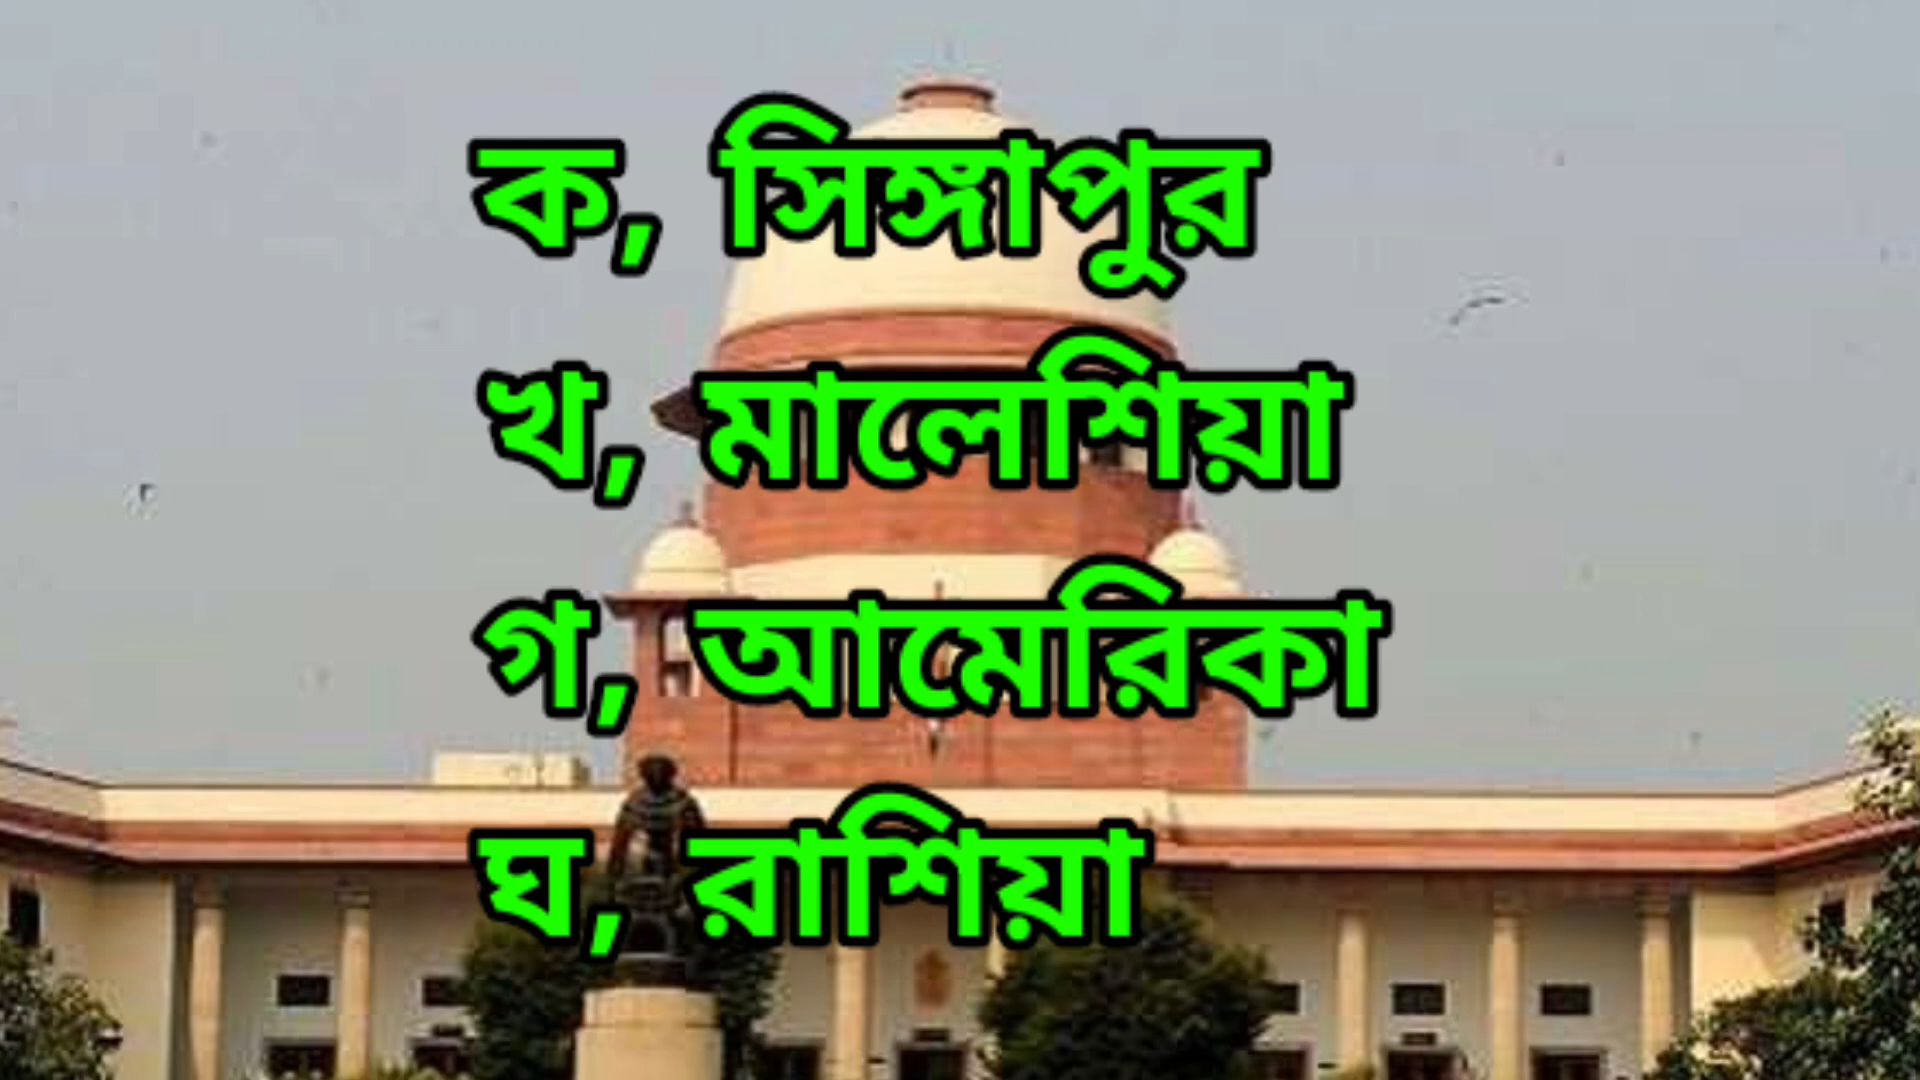 ক, সিঙ্গাপুর
খ, মালেশিয়া
গ, আমেরিকা
ঘ, রাশিয়া